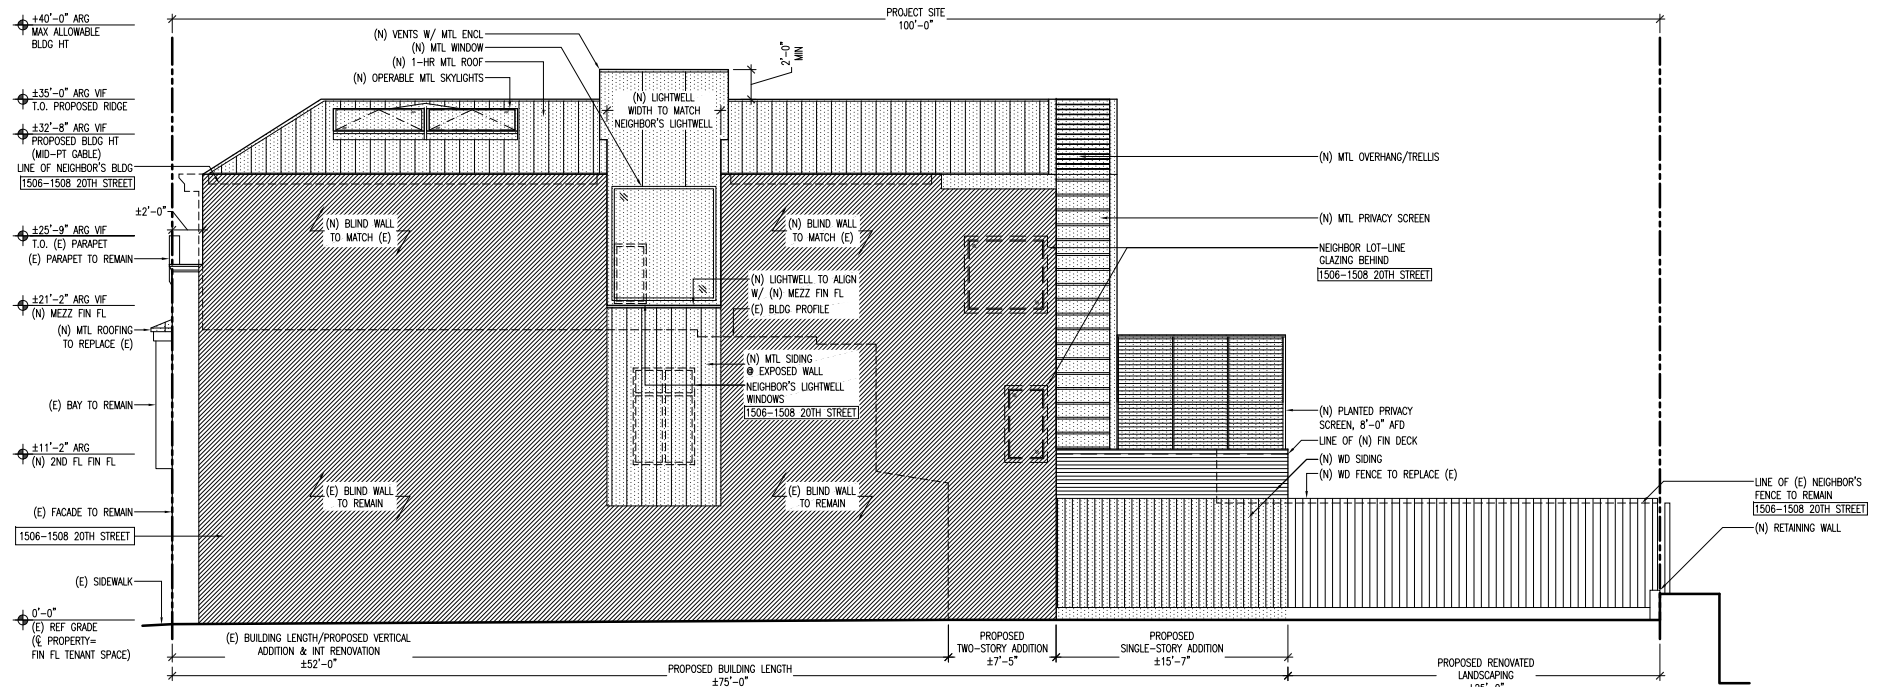 PROJECT SITE
100'-0"
+40'-0" ARG
MAX ALLOWABLE
BLDG HT
±35'-0" ARG VIF
T.O. PROPOSED RIDGE
±32'-8" ARG VIF
PROPOSED BLDG HT
(MID-PT GABLE)
LINE OF NEIGHBOR'S BLDG
1506-1508 20TH STREET
±2'-0"
±25'-9" ARG VIF
T.O. (E) PARAPET
(E) PARAPET TO REMAIN
±21'-2" ARG VIF
(N) MEZZ FIN FL
(N) MTL ROOFING
TO REPLACE (E)
(E) BAY TO REMAIN
±11'-2" ARG
(N) 2ND FL FIN FL
(E) FACADE TO REMAIN
1506-1508 20TH STREET
(E) SIDEWALK
0'-0"
(E) REF GRADE
(℄ PROPERTY=
FIN FL TENANT SPACE)
(N) VENTS W/ MTL ENCL
(N) MTL WINDOW
(N) 1-HR MTL ROOF
(N) OPERABLE MTL SKYLIGHTS
2'-0"
MIN
(N) LIGHTWELL
WIDTH TO MATCH
NEIGHBOR'S LIGHTWELL
(N) BLIND WALL
TO MATCH (E)
(N) BLIND WALL
TO MATCH (E)
(N) LIGHTWELL TO ALIGN
W/ (N) MEZZ FIN FL
(E) BLDG PROFILE
(N) MTL SIDING
@ EXPOSED WALL
NEIGHBOR'S LIGHTWELL
WINDOWS
1506-1508 20TH STREET
(E) BLIND WALL
TO REMAIN
(E) BLIND WALL
TO REMAIN
(N) MTL OVERHANG/TRELLIS
(N) MTL PRIVACY SCREEN
NEIGHBOR LOT-LINE
GLAZING BEHIND
1506-1508 20TH STREET
(N) PLANTED PRIVACY
SCREEN, 8'-0" AFD
LINE OF (N) FIN DECK
(N) WD SIDING
(N) WD FENCE TO REPLACE (E)
LINE OF (E) NEIGHBOR'S
FENCE TO REMAIN
1506-1508 20TH STREET
(N) RETAINING WALL
(E) BUILDING LENGTH/PROPOSED VERTICAL
ADDITION & INT RENOVATION
±52'-0"
PROPOSED
TWO-STORY ADDITION
±7'-5"
PROPOSED
SINGLE-STORY ADDITION
±15'-7"
PROPOSED BUILDING LENGTH
±75'-0"
PROPOSED RENOVATED
LANDSCAPING